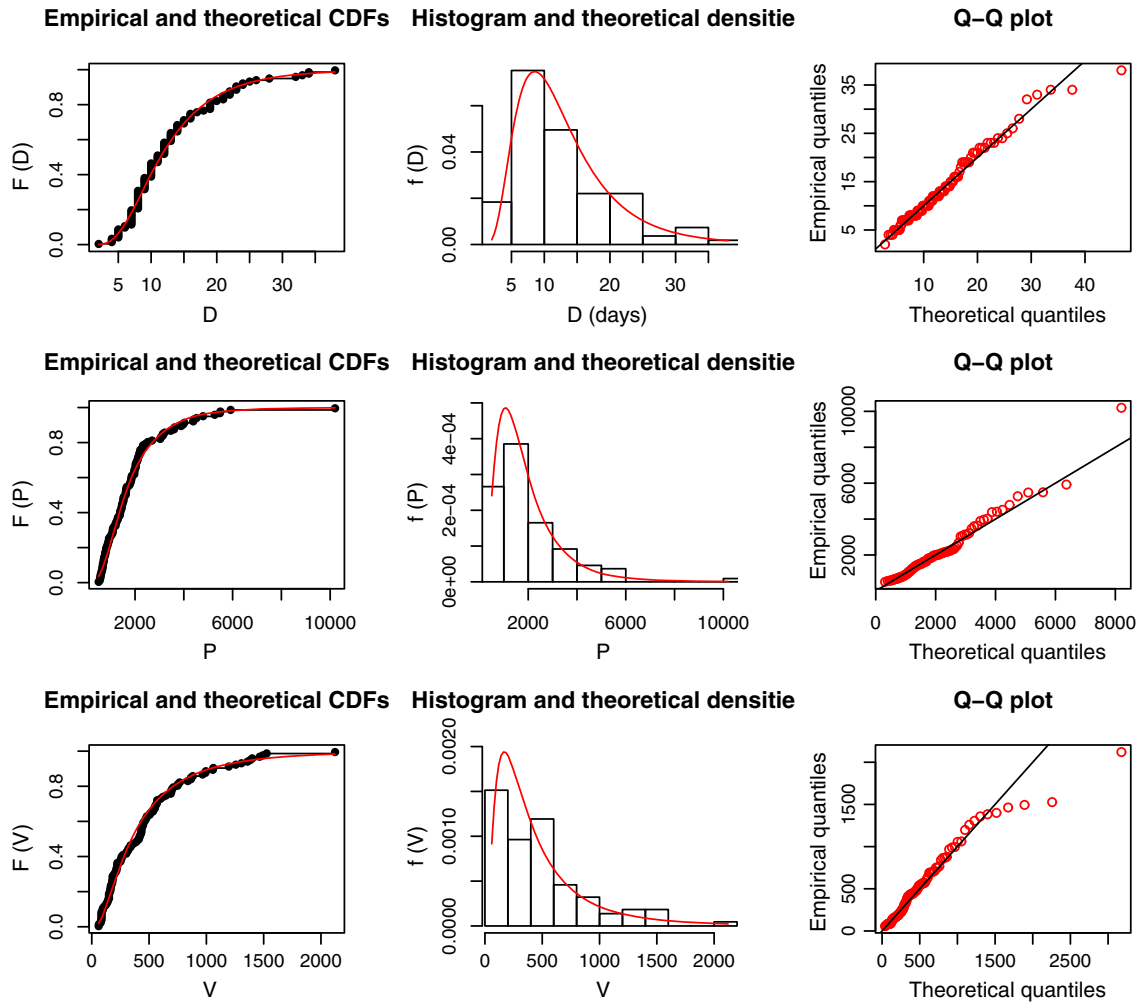 Empirical and theoretical CDFs
F (D)
0.0 0.4 0.8
5 10 20 30
D
Histogram and theoretical densitie
f (D)
0.00 0.04
5 10 20 30
D (days)
Q−Q plot
Empirical quantiles
5 15 25 35
10 20 30 40
Theoretical quantiles
Empirical and theoretical CDFs
F (P)
0.0 0.4 0.8
2000 6000 10000
P
Histogram and theoretical densitie
f (P)
0e+00 2e−04 4e−04
2000 6000 10000
P
Q−Q plot
Empirical quantiles
2000 6000 10000
0 2000 4000 6000 8000
Theoretical quantiles
Empirical and theoretical CDFs
F (V)
0.0 0.4 0.8
0 500 1000 1500 2000
V
Histogram and theoretical densitie
f (V)
0.0000 0.0010 0.0020
0 500 1000 2000
V
Q−Q plot
Empirical quantiles
0 500 1500
0 500 1500 2500
Theoretical quantiles